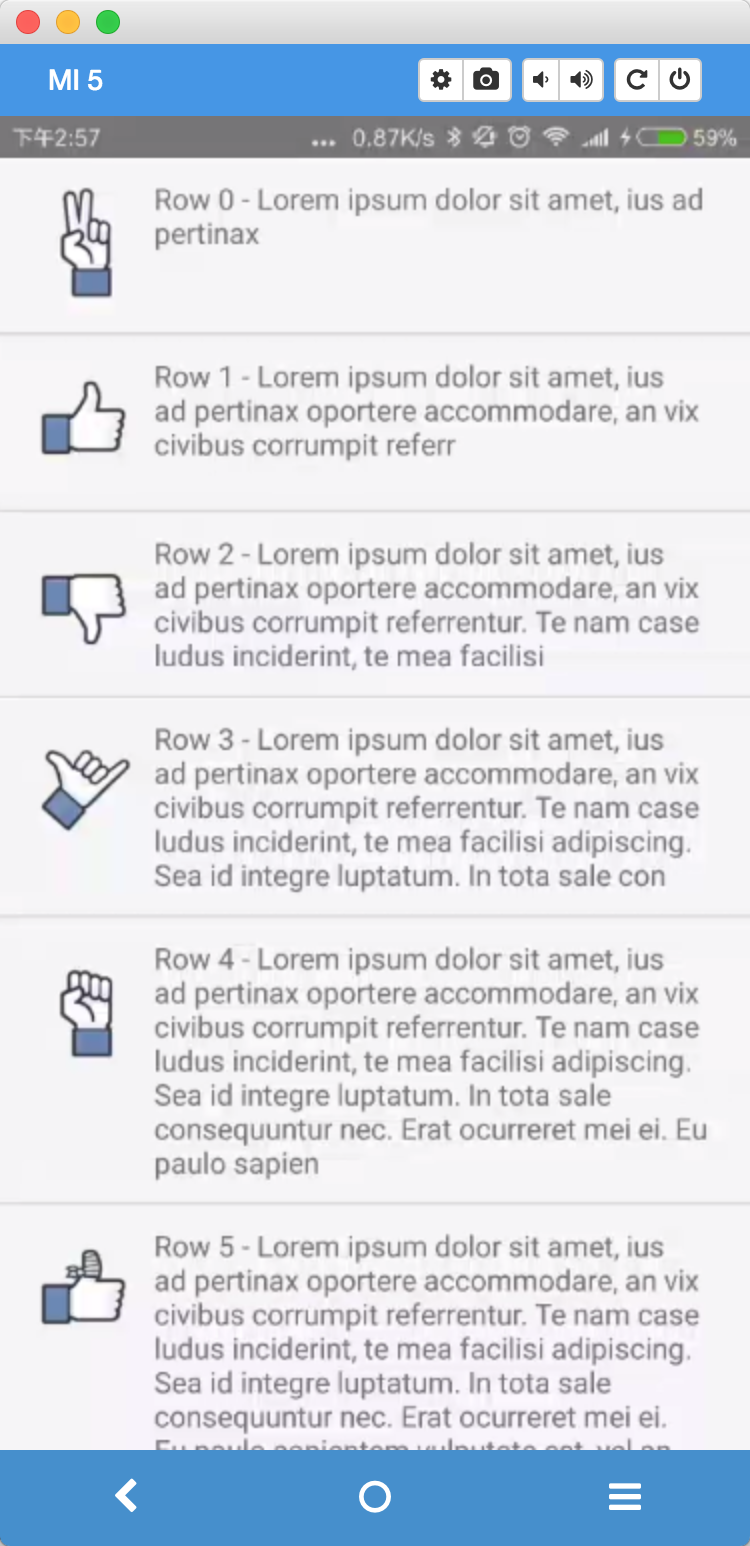 MI 5
下午2:57 ... 0.87K/s 59%
Row 0 - Lorem ipsum dolor sit amet, ius ad
pertinax
Row 1 - Lorem ipsum dolor sit amet, ius
ad pertinax oportere accommodare, an vix
civibus corrumpit referr
Row 2 - Lorem ipsum dolor sit amet, ius
ad pertinax oportere accommodare, an vix
civibus corrumpit referrentur. Te nam case
ludus inciderint, te mea facilisi
Row 3 - Lorem ipsum dolor sit amet, ius
ad pertinax oportere accommodare, an vix
civibus corrumpit referrentur. Te nam case
ludus inciderint, te mea facilisi adipiscing.
Sea id integre luptatum. In tota sale con
Row 4 - Lorem ipsum dolor sit amet, ius
ad pertinax oportere accommodare, an vix
civibus corrumpit referrentur. Te nam case
ludus inciderint, te mea facilisi adipiscing.
Sea id integre luptatum. In tota sale
consequuntur nec. Erat ocurreret mei ei. Eu
paulo sapien
Row 5 - Lorem ipsum dolor sit amet, ius
ad pertinax oportere accommodare, an vix
civibus corrumpit referrentur. Te nam case
ludus inciderint, te mea facilisi adipiscing.
Sea id integre luptatum. In tota sale
consequuntur nec. Erat ocurreret mei ei.